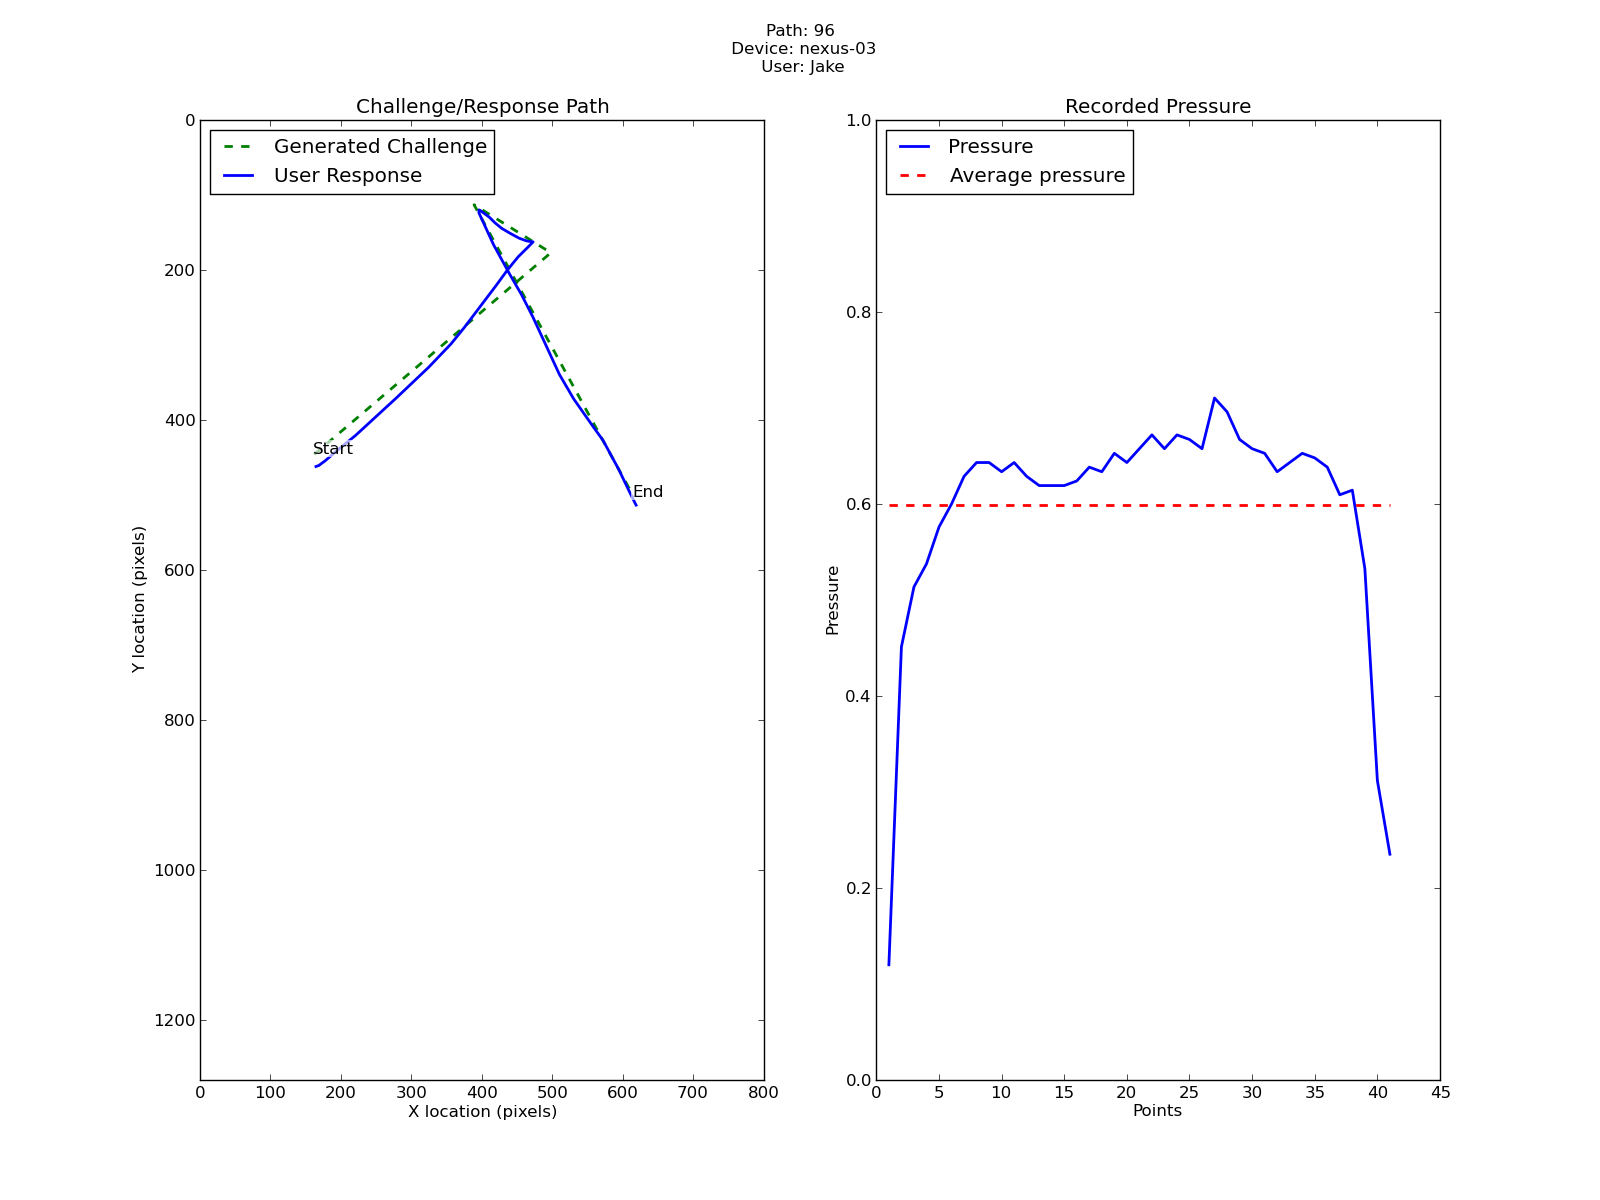 Path: 96
Device: nexus-03
User: Jake
Challenge/Response Path
Generated Challenge
User Response
Start
End
0
200
400
600
800
1000
1200
Y location (pixels)
0 100 200 300 400 500 600 700 800
X location (pixels)
Recorded Pressure
Pressure
Average pressure
1.0
0.8
0.6
0.4
0.2
0.0
Pressure
0 5 10 15 20 25 30 35 40 45
Points